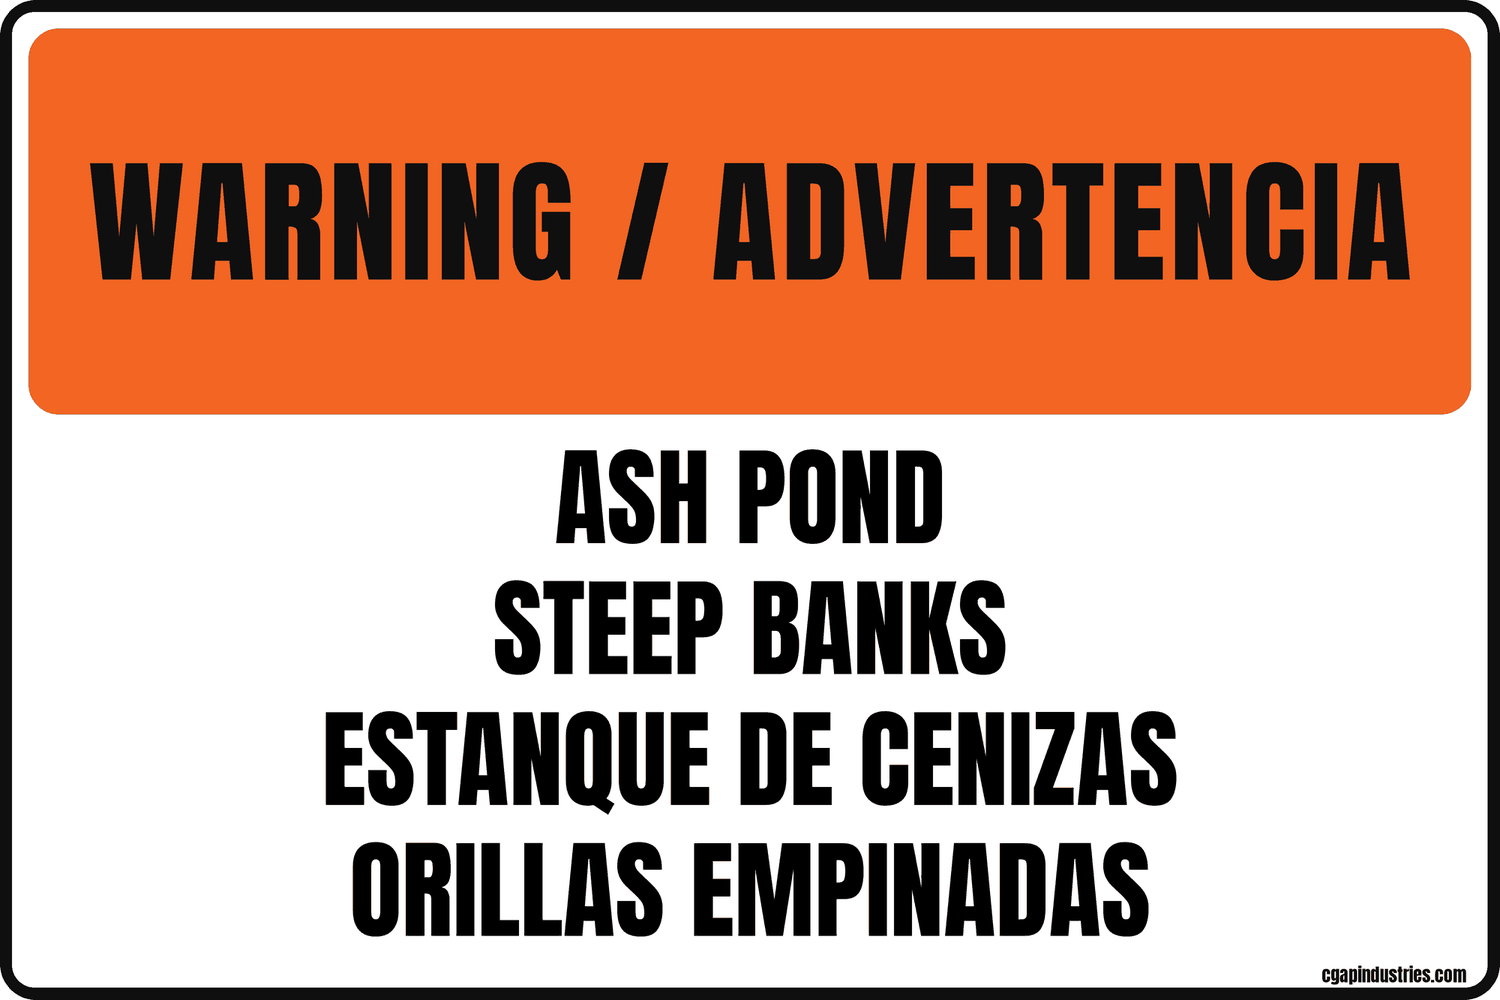 WARNING / ADVERTENCIA
ASH POND
STEEP BANKS
ESTANQUE DE CENIZAS
ORILLAS EMPINADAS
cgapindustries.com